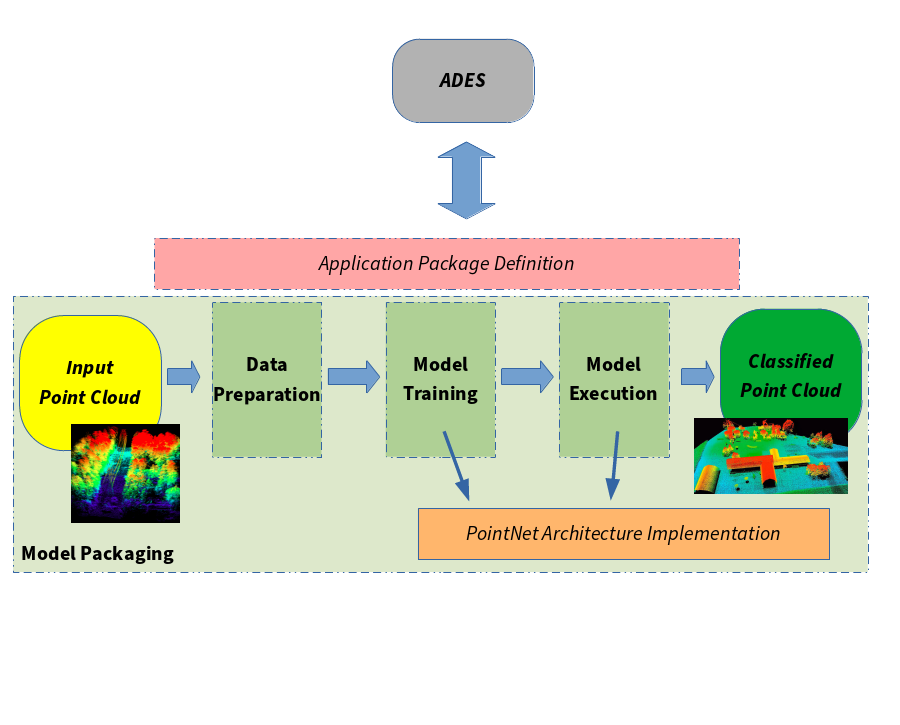 ADES
Application Package Definition
Input
Point Cloud
Data
Preparation
Model
Training
Model
Execution
Classified
Point Cloud
PointNet Architecture Implementation
Model Packaging